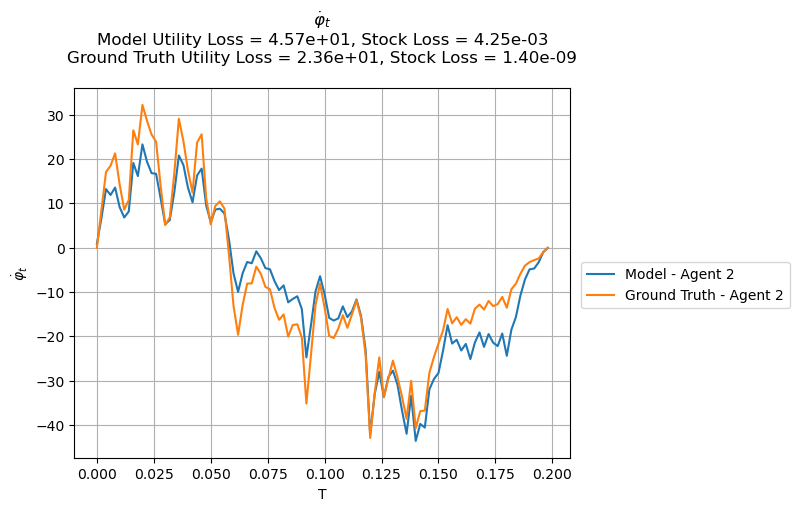 φ̇_t
Model Utility Loss = 4.57e+01, Stock Loss = 4.25e-03
Ground Truth Utility Loss = 2.36e+01, Stock Loss = 1.40e-09
φ̇_t
30
20
10
0
−10
−20
−30
−40
0.000 0.025 0.050 0.075 0.100 0.125 0.150 0.175 0.200
T
Model - Agent 2
Ground Truth - Agent 2